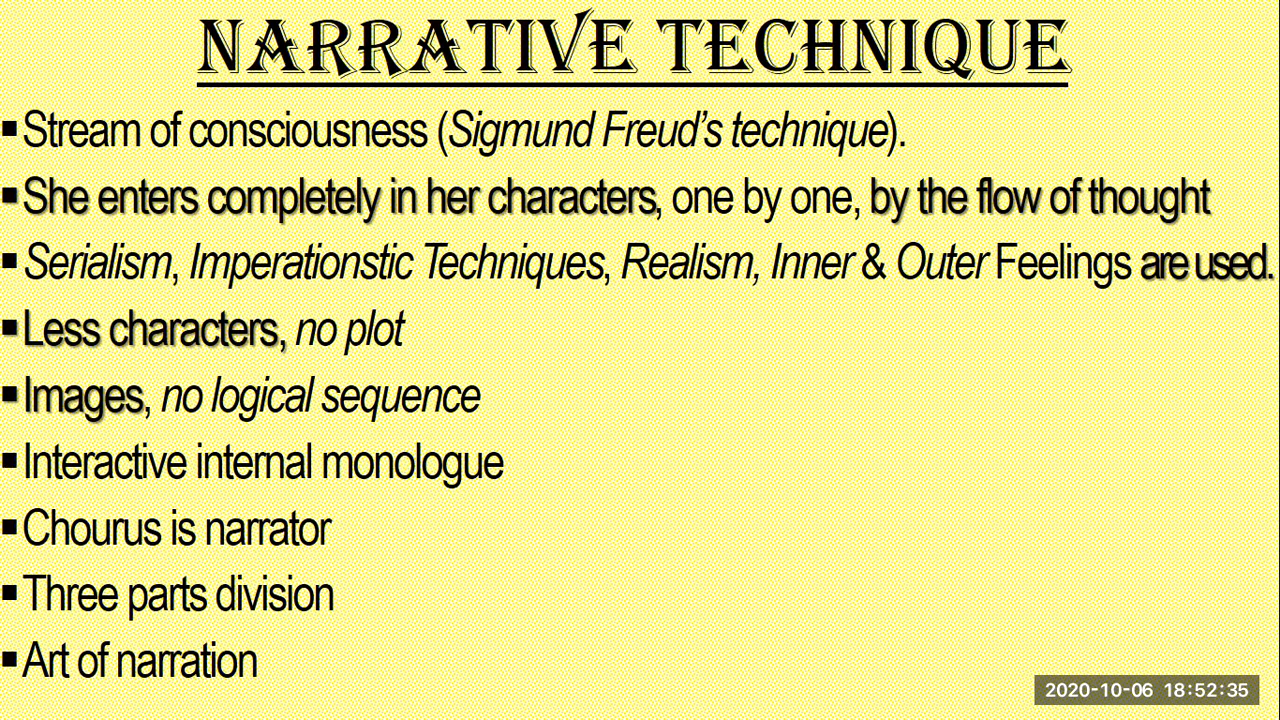 NARRATIVE TECHNIQUE
▪Stream of consciousness (Sigmund Freud's technique).
▪She enters completely in her characters, one by one, by the flow of thought
▪Serialism, Imperationstic Techniques, Realism, Inner & Outer Feelings are used.
▪Less characters, no plot
▪Images, no logical sequence
▪Interactive internal monologue
▪Chourus is narrator
▪Three parts division
▪Art of narration
2020-10-06 18:52:35